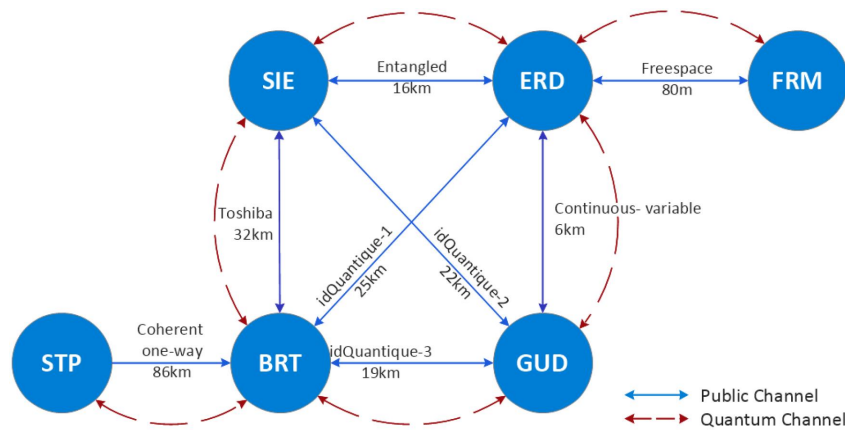 SIE
Entangled
16km
ERD
Freespace
80m
FRM
Toshiba
32km
idQuantique-1
25km
idQuantique-2
22km
Continuous- variable
6km
STP
Coherent
one-way
86km
BRT
idQuantique-3
19km
GUD
Public Channel
Quantum Channel